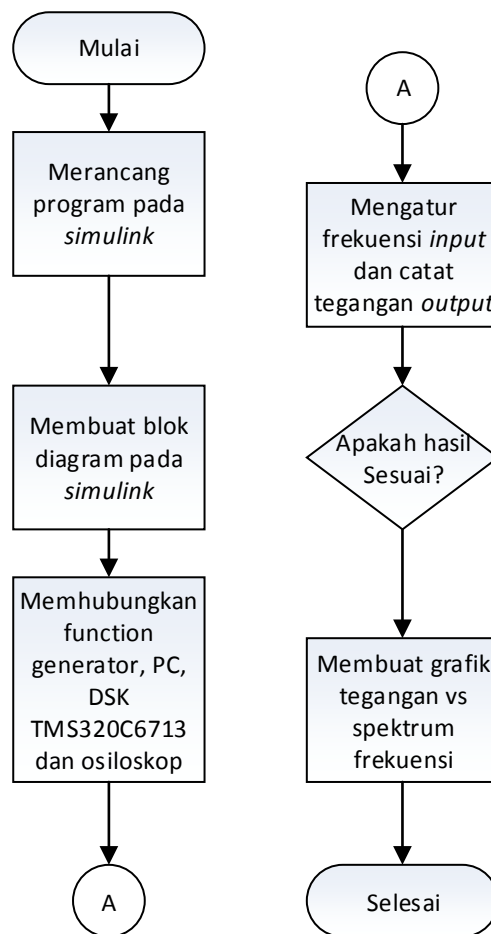 Mulai
Merancang
program pada
simulink
Membuat blok
diagram pada
simulink
Memhubungkan
function
generator, PC,
DSK
TMS320C6713
dan osiloskop
A
A
Mengatur
frekuensi input
dan catat
tegangan output
Apakah hasil
Sesuai?
Membuat grafik
tegangan vs
spektrum
frekuensi
Selesai